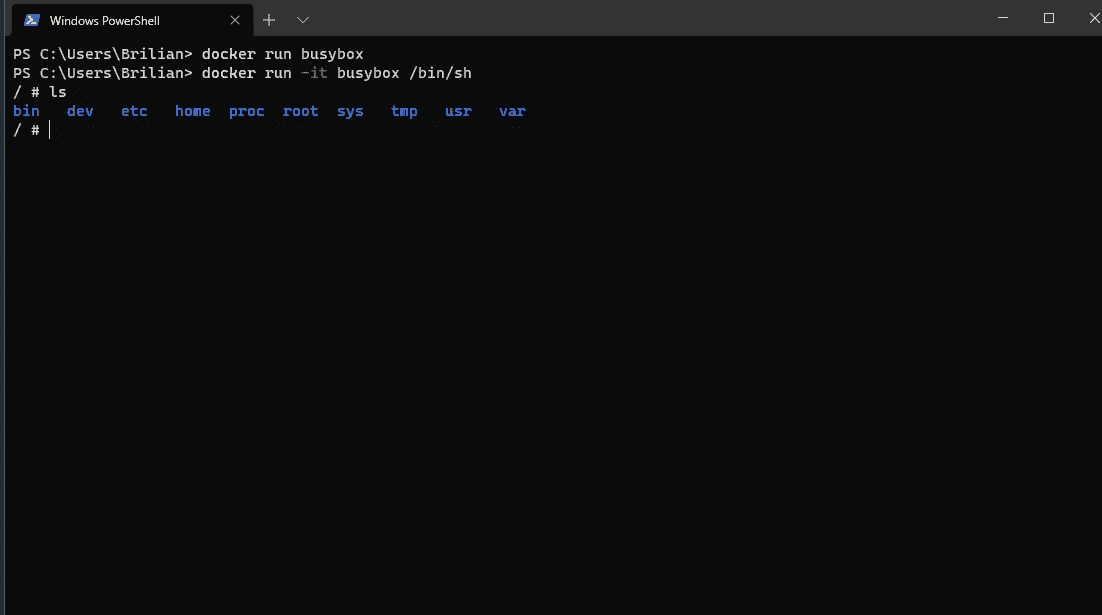 Windows PowerShell
PS C:\Users\Brilian> docker run busybox
PS C:\Users\Brilian> docker run -it busybox /bin/sh
/ # ls
bin   dev   etc   home  proc  root  sys   tmp   usr   var
/ #